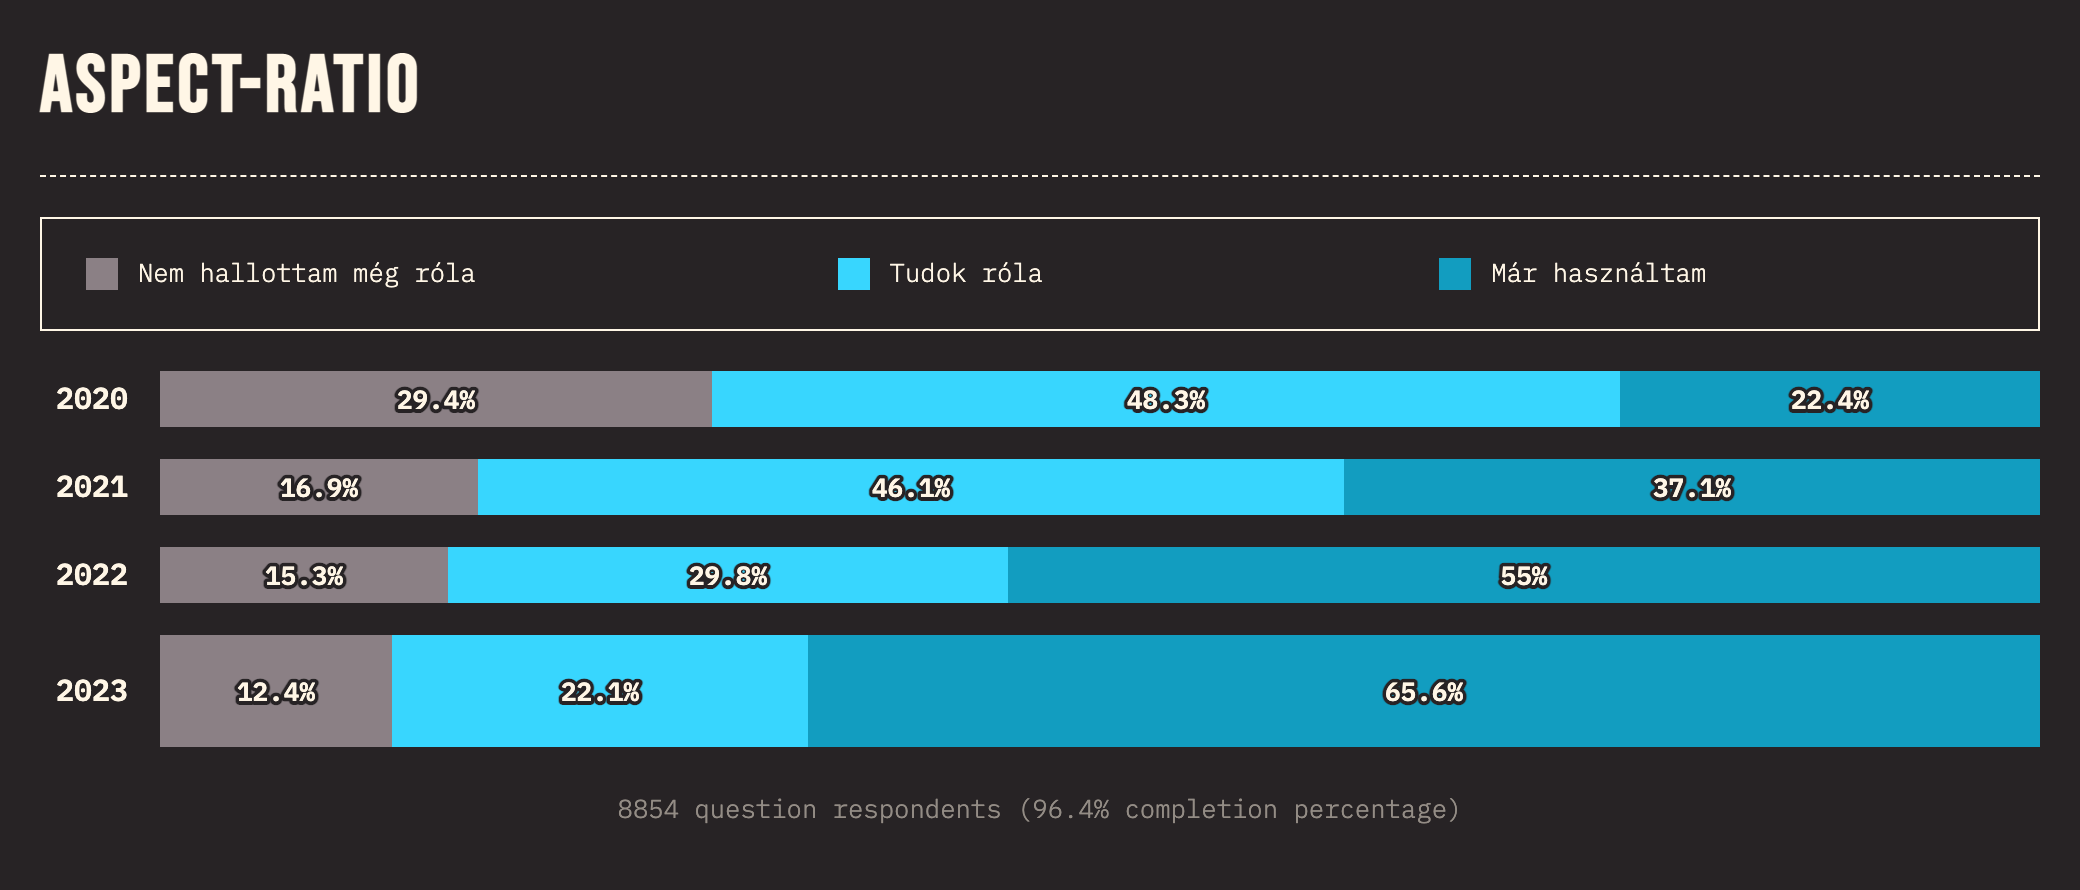 ASPECT-RATIO
Nem hallottam még róla Tudok róla Már használtam
2020 29.4% 48.3% 22.4%
2021 16.9% 46.1% 37.1%
2022 15.3% 29.8% 55%
2023 12.4% 22.1% 65.6%
8854 question respondents (96.4% completion percentage)